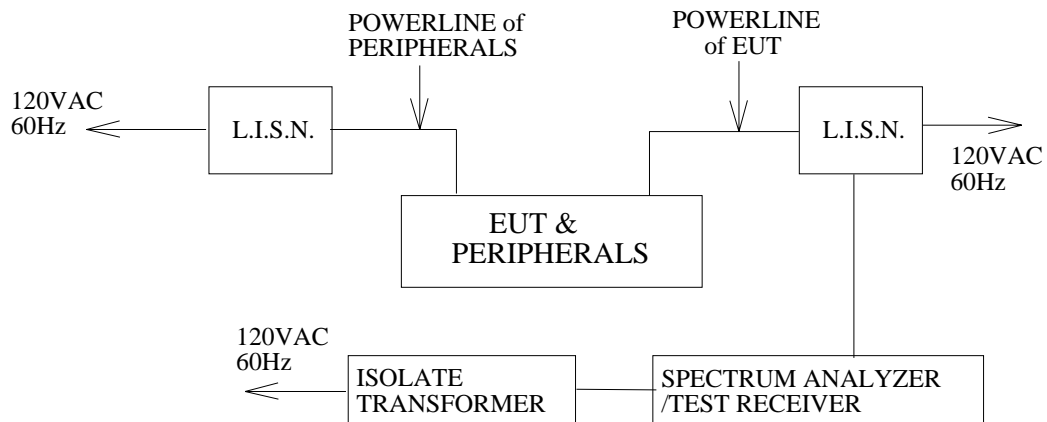 POWERLINE of
PERIPHERALS
POWERLINE
of EUT
120VAC
60Hz
L.I.S.N.
L.I.S.N.
120VAC
60Hz
EUT &
PERIPHERALS
120VAC
60Hz
ISOLATE
TRANSFORMER
SPECTRUM ANALYZER
/TEST RECEIVER